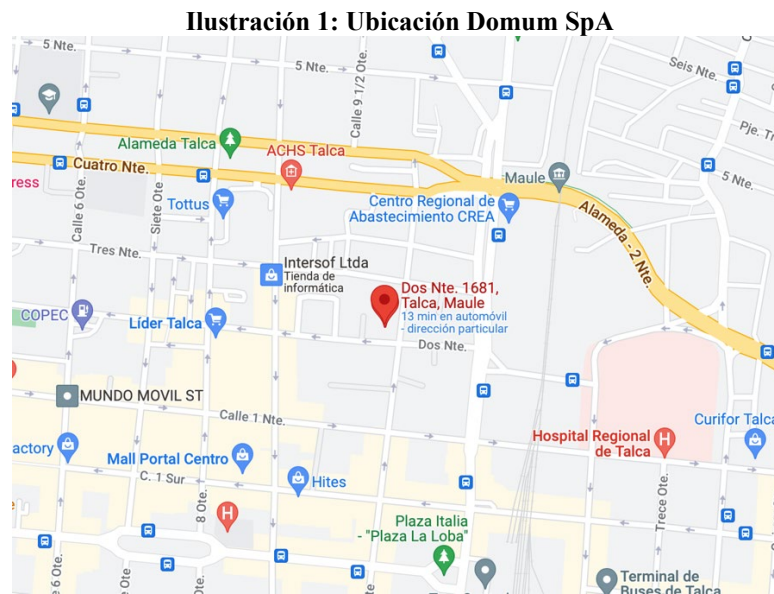 Ilustración 1: Ubicación Domum SpA
5 Nte.
5 Nte.
Calle 6 Ote.
Calle 9 1/2 Ote.
Seis Nte.
Pje. Tr
Alameda Talca
ACHS Talca
Cuatro Nte.
ress
Siete Ote
Tottus
Maule
Centro Regional de
Abastecimiento CREA
5 Nte.
Alameda - 2 Nte.
Tres Nte.
Intersof Ltda
Tienda de
informática
Dos Nte. 1681,
Talca, Maule
13 min en automóvil
- dirección particular
COPEC
Líder Talca
Dos Nte.
MUNDO MOVIL ST
Calle 1 Nte.
Hospital Regional
de Talca
Curifor Talca
actory
Mall Portal Centro
C. 1 Sur
Hites
8 Ote.
Trece Ote.
Plaza Italia
- "Plaza La Loba"
lle 6 Ote.
Terminal de
Buses de Talca